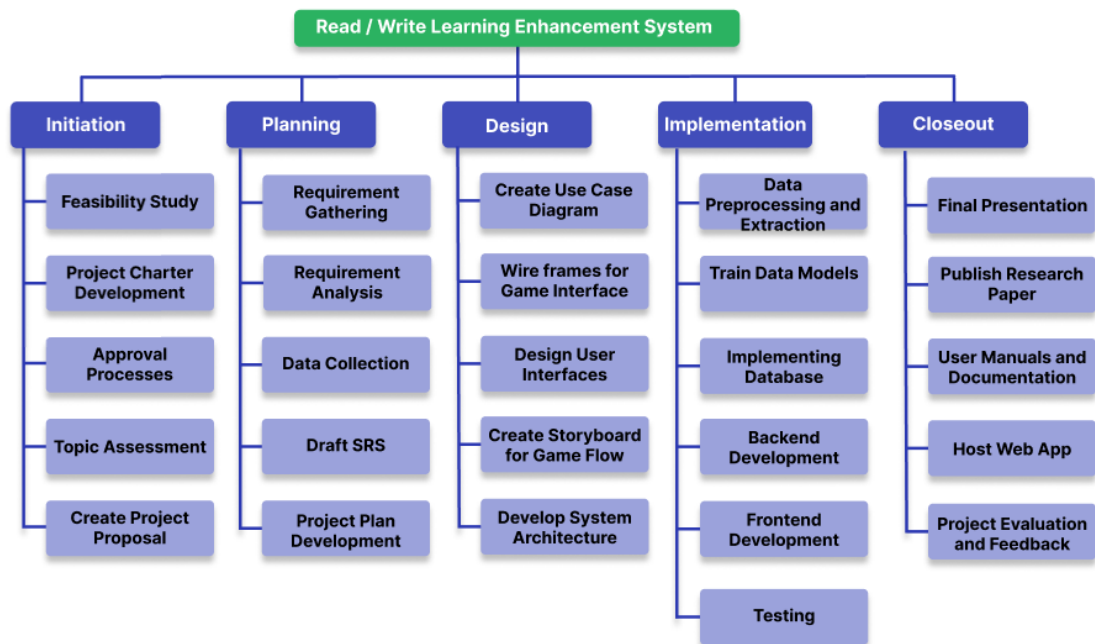 Read / Write Learning Enhancement System
Initiation
Planning
Design
Implementation
Closeout
Feasibility Study
Project Charter
Development
Approval
Processes
Topic Assessment
Create Project
Proposal
Requirement
Gathering
Requirement
Analysis
Data Collection
Draft SRS
Project Plan
Development
Create Use Case
Diagram
Wire frames for
Game Interface
Design User
Interfaces
Create Storyboard
for Game Flow
Develop System
Architecture
Data
Preprocessing and
Extraction
Train Data Models
Implementing
Database
Backend
Development
Frontend
Development
Testing
Final Presentation
Publish Research
Paper
User Manuals and
Documentation
Host Web App
Project Evaluation
and Feedback